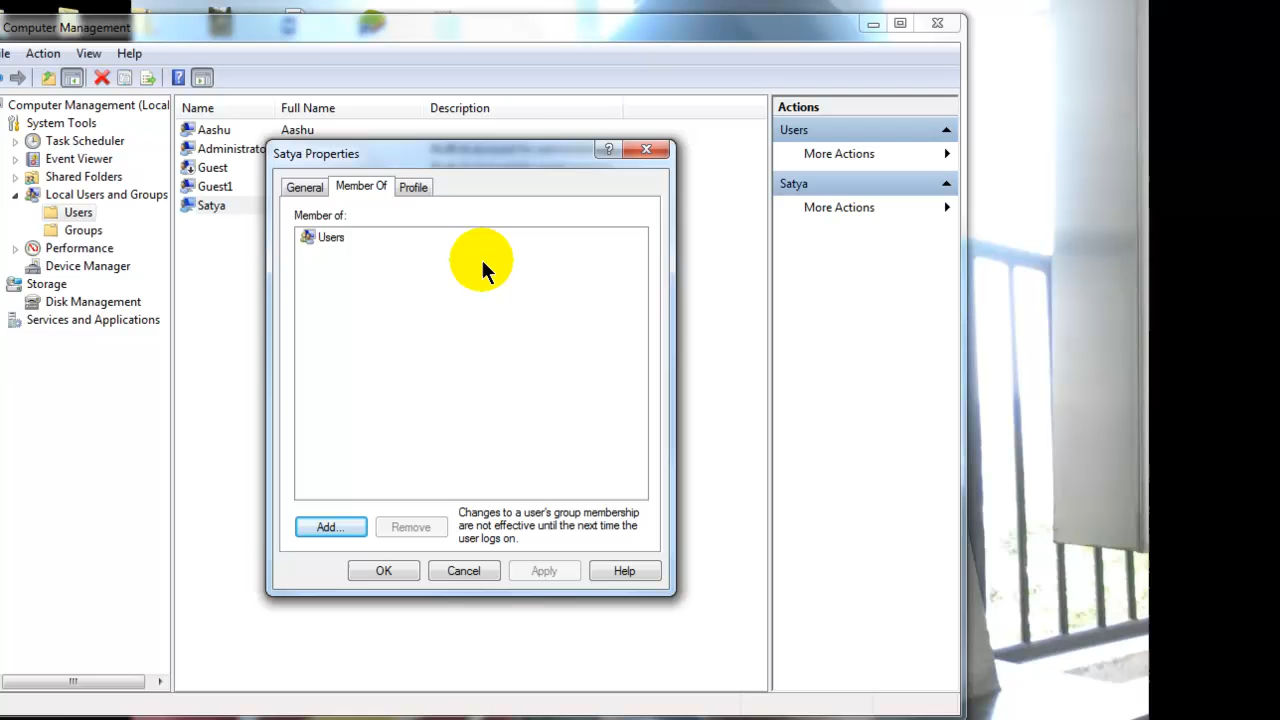 Computer Management
le Action View Help
Computer Management (Local
System Tools
Task Scheduler
Event Viewer
Shared Folders
Local Users and Groups
Users
Groups
Performance
Device Manager
Storage
Disk Management
Services and Applications
Name Full Name Description
Aashu Aashu
Administrato
Guest
Guest1
Satya
Satya Properties
General Member Of Profile
Member of:
Users
Add... Remove
Changes to a user's group membership
are not effective until the next time the
user logs on.
OK Cancel Apply Help
Actions
Users
More Actions
Satya
More Actions